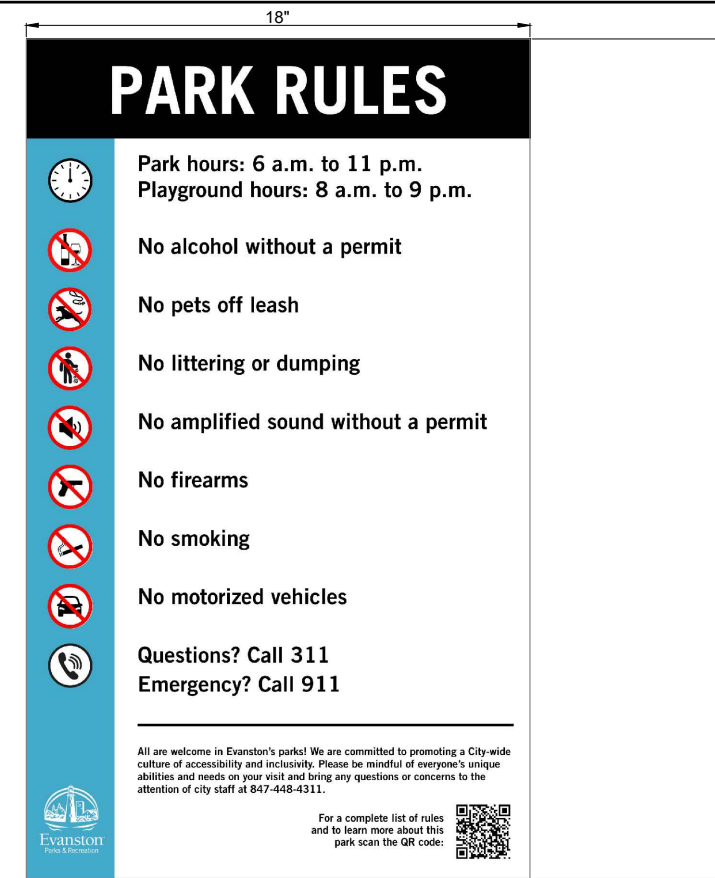 18"
PARK RULES
Park hours: 6 a.m. to 11 p.m.
Playground hours: 8 a.m. to 9 p.m.
No alcohol without a permit
No pets off leash
No littering or dumping
No amplified sound without a permit
No firearms
No smoking
No motorized vehicles
Questions? Call 311
Emergency? Call 911
All are welcome in Evanston's parks! We are committed to promoting a City-wide
culture of accessibility and inclusivity. Please be mindful of everyone's unique
abilities and needs on your visit and bring any questions or concerns to the
attention of city staff at 847-448-4311.
For a complete list of rules
and to learn more about this
park scan the QR code:
Evanston
Parks & Recreation